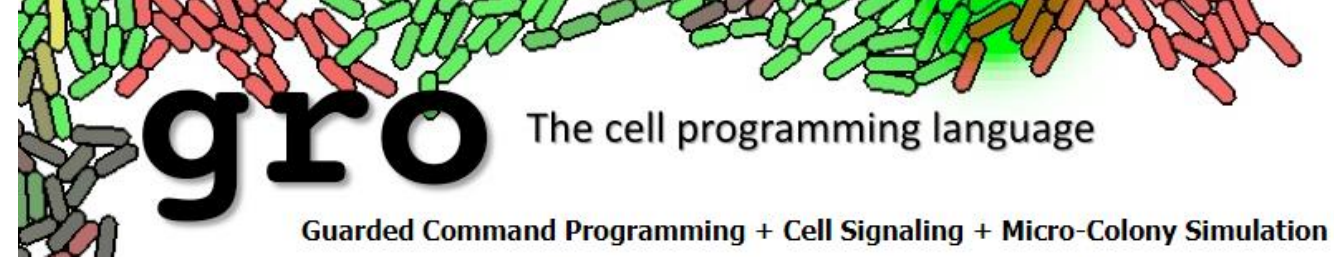 gro
The cell programming language
Guarded Command Programming + Cell Signaling + Micro-Colony Simulation